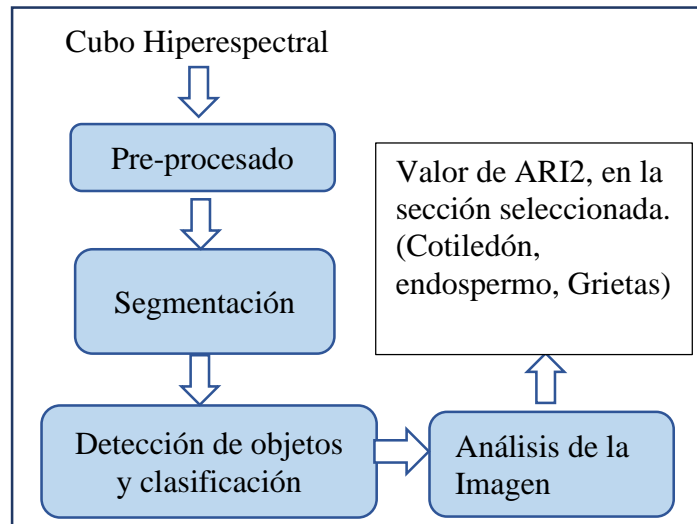 Cubo Hiperespectral
Pre-procesado
Segmentación
Detección de objetos
y clasificación
Análisis de la
Imagen
Valor de ARI2, en la
sección seleccionada.
(Cotiledón,
endospermo, Grietas)